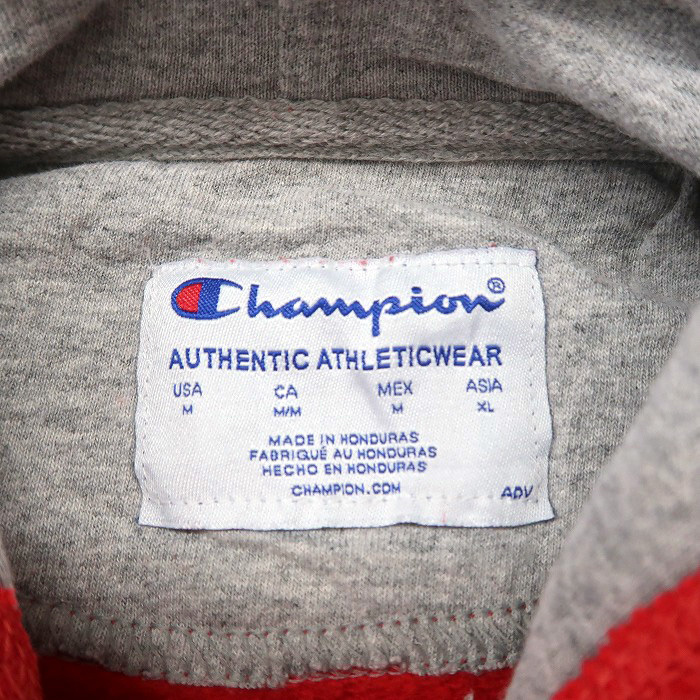 Champion®
AUTHENTIC ATHLETICWEAR
USA CA MEX ASIA
M M/M M XL
MADE IN HONDURAS
FABRIQUÉ AU HONDURAS
HECHO EN HONDURAS
CHAMPION.COM ADV